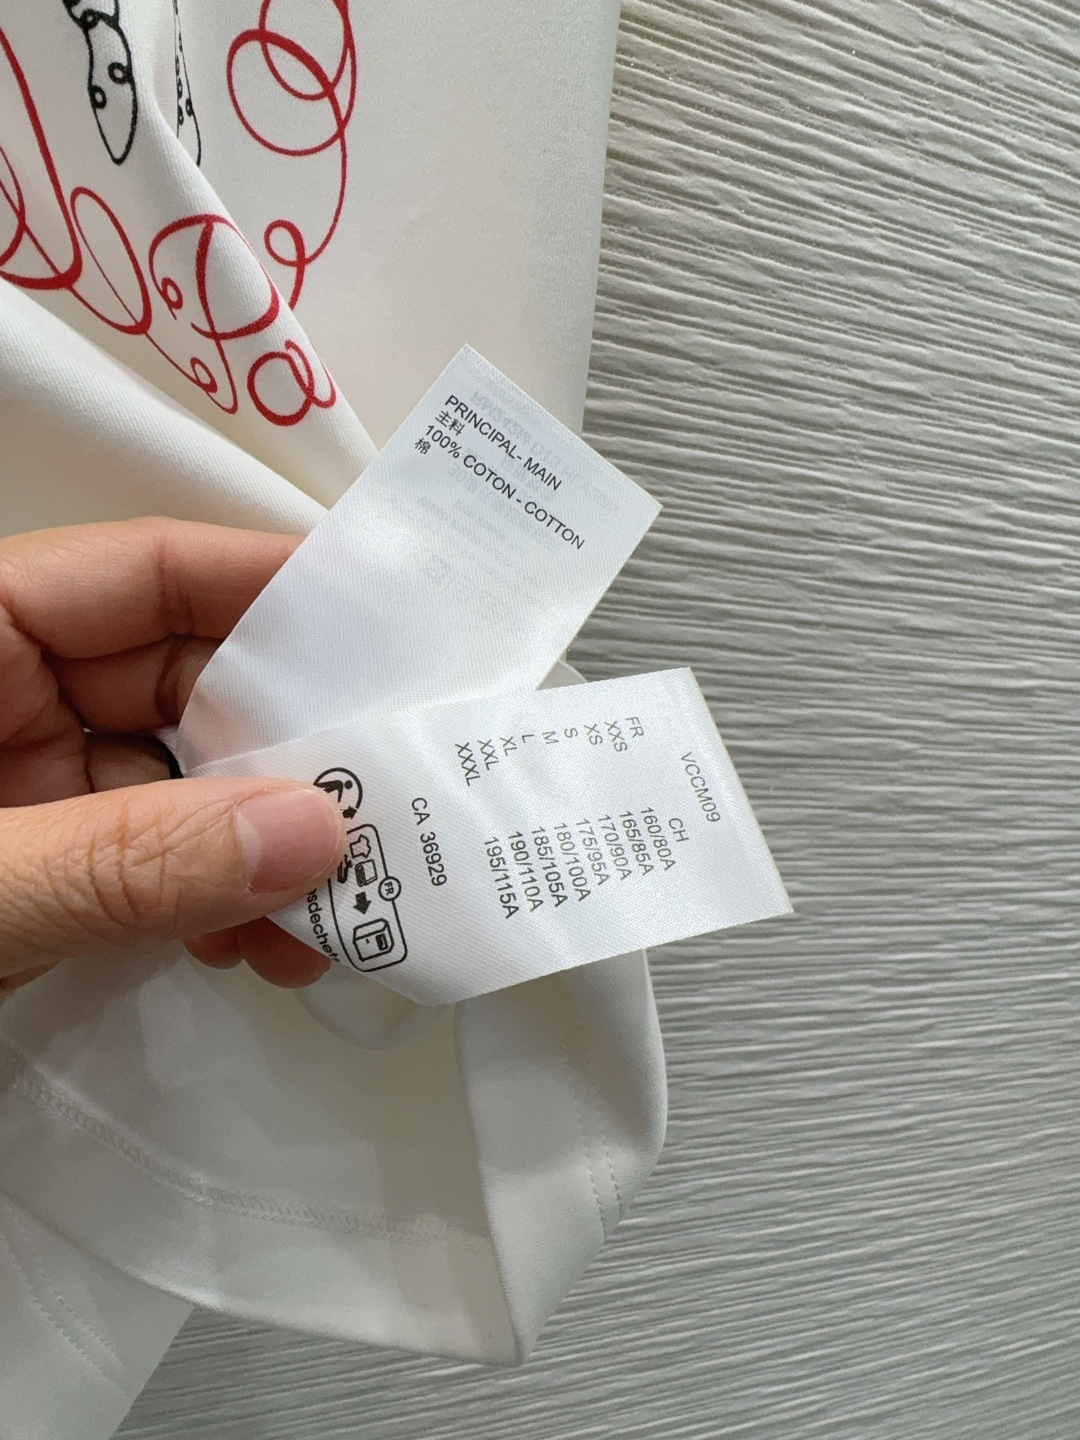 PRINCIPAL- MAIN
主料
100% COTON - COTTON
棉
VCCM09
FR CH
XXS 160/80A
XS 165/85A
S 170/90A
M 175/95A
L 180/100A
XL 185/105A
XXL 190/110A
XXXL 195/115A
CA 36929
FR